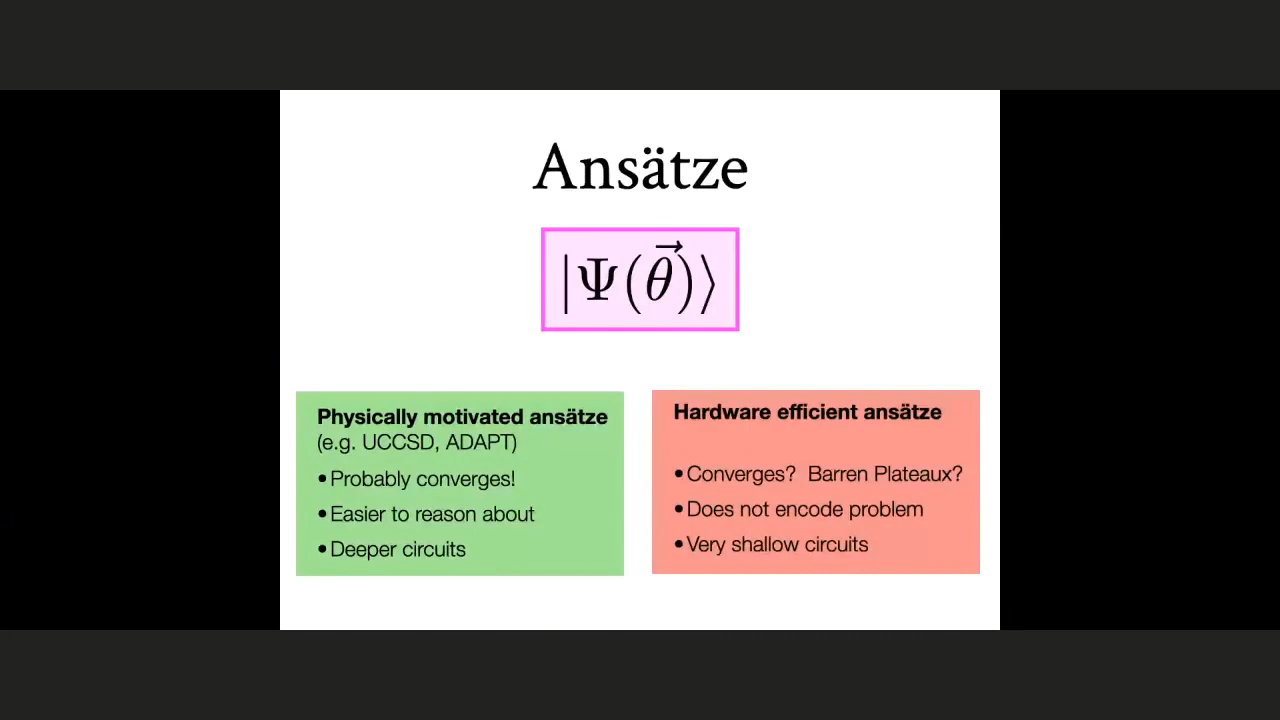 Ansätze
|Ψ(θ⃗)⟩
Physically motivated ansätze
(e.g. UCCSD, ADAPT)
•Probably converges!
•Easier to reason about
•Deeper circuits
Hardware efficient ansätze
•Converges? Barren Plateaux?
•Does not encode problem
•Very shallow circuits